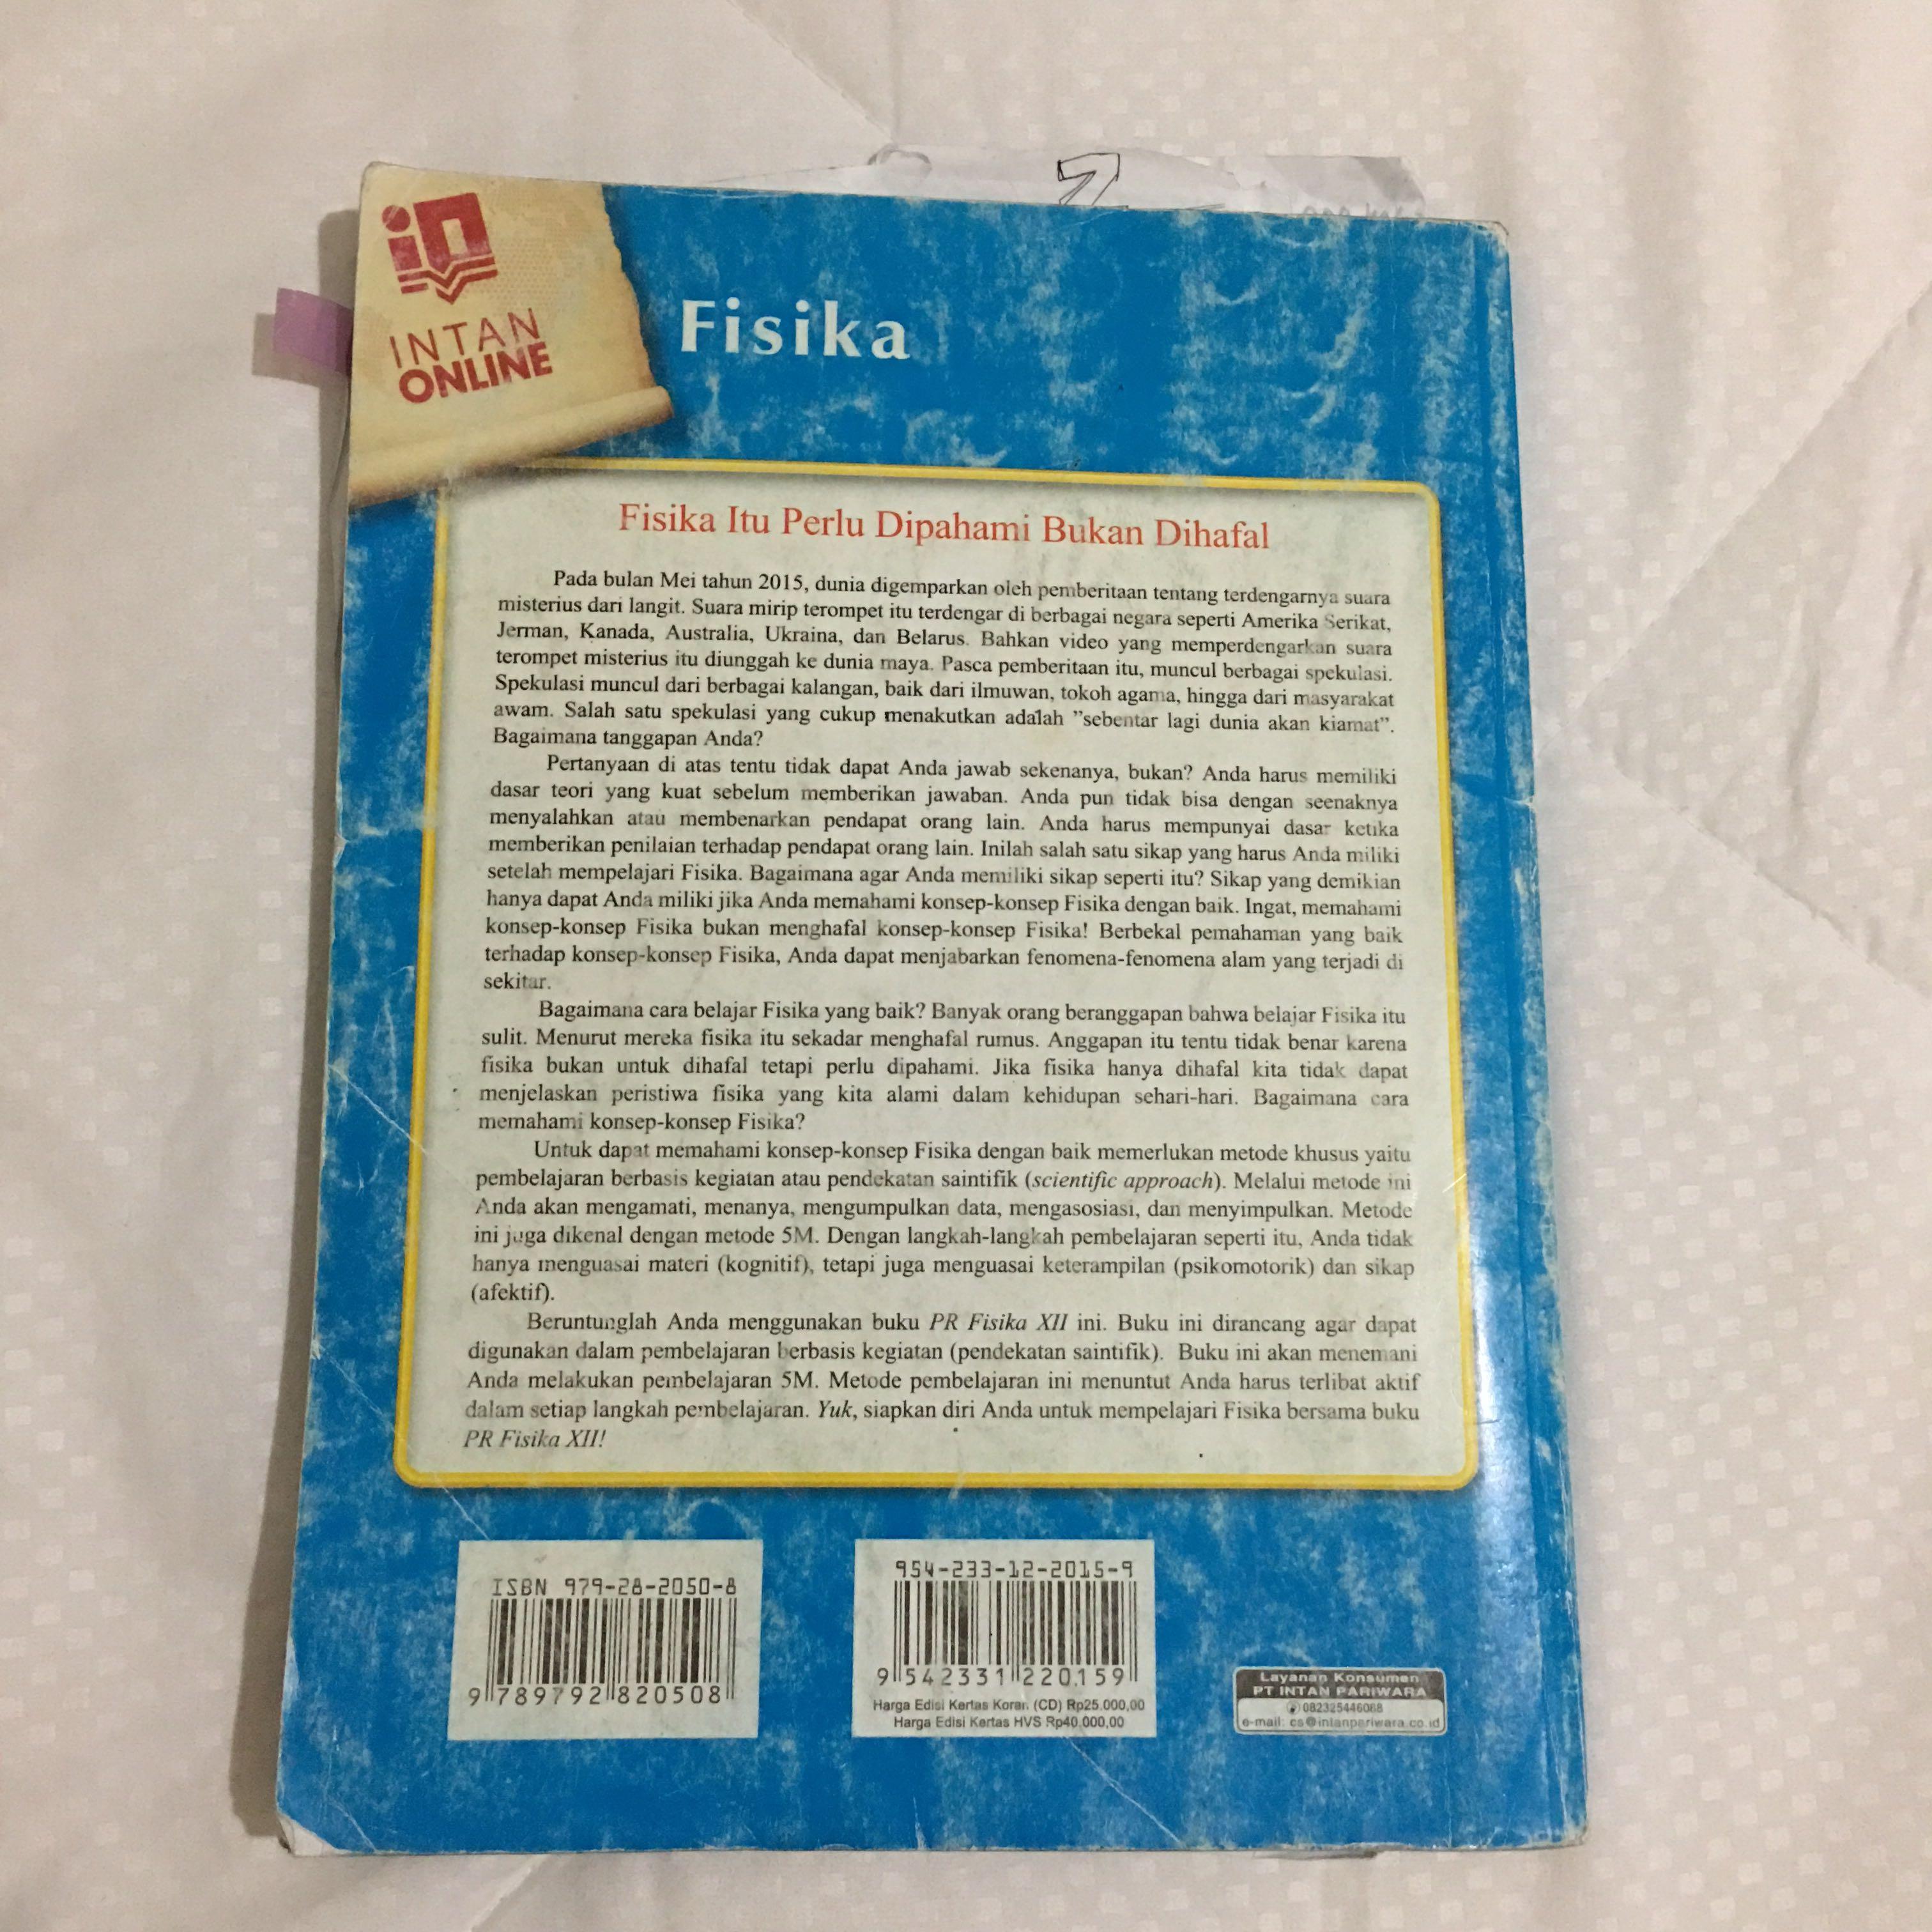 in
INTAN
ONLINE
Fisika
Fisika Itu Perlu Dipahami Bukan Dihafal
Pada bulan Mei tahun 2015, dunia digemparkan oleh pemberitaan tentang terdengarnya suara
misterius dari langit. Suara mirip terompet itu terdengar di berbagai negara seperti Amerika Serikat,
Jerman, Kanada, Australia, Ukraina, dan Belarus. Bahkan video yang memperdengarkan suara
terompet misterius itu diunggah ke dunia maya. Pasca pemberitaan itu, muncul berbagai spekulasi.
Spekulasi muncul dari berbagai kalangan, baik dari ilmuwan, tokoh agama, hingga dari masyarakat
awam. Salah satu spekulasi yang cukup menakutkan adalah ”sebentar lagi dunia akan kiamat”.
Bagaimana tanggapan Anda?
Pertanyaan di atas tentu tidak dapat Anda jawab sekenanya, bukan? Anda harus memiliki
dasar teori yang kuat sebelum memberikan jawaban. Anda pun tidak bisa dengan seenaknya
menyalahkan atau membenarkan pendapat orang lain. Anda harus mempunyai dasar ketika
memberikan penilaian terhadap pendapat orang lain. Inilah salah satu sikap yang harus Anda miliki
setelah mempelajari Fisika. Bagaimana agar Anda memiliki sikap seperti itu? Sikap yang demikian
hanya dapat Anda miliki jika Anda memahami konsep-konsep Fisika dengan baik. Ingat, memahami
konsep-konsep Fisika bukan menghafal konsep-konsep Fisika! Berbekal pemahaman yang baik
terhadap konsep-konsep Fisika, Anda dapat menjabarkan fenomena-fenomena alam yang terjadi di
sekitar.
Bagaimana cara belajar Fisika yang baik? Banyak orang beranggapan bahwa belajar Fisika itu
sulit. Menurut mereka fisika itu sekadar menghafal rumus. Anggapan itu tentu tidak benar karena
fisika bukan untuk dihafal tetapi perlu dipahami. Jika fisika hanya dihafal kita tidak dapat
menjelaskan peristiwa fisika yang kita alami dalam kehidupan sehari-hari. Bagaimana cara
memahami konsep-konsep Fisika?
Untuk dapat memahami konsep-konsep Fisika dengan baik memerlukan metode khusus yaitu
pembelajaran berbasis kegiatan atau pendekatan saintifik (scientific approach). Melalui metode ini
Anda akan mengamati, menanya, mengumpulkan data, mengasosiasi, dan menyimpulkan. Metode
ini juga dikenal dengan metode 5M. Dengan langkah-langkah pembelajaran seperti itu, Anda tidak
hanya menguasai materi (kognitif), tetapi juga menguasai keterampilan (psikomotorik) dan sikap
(afektif).
Beruntunglah Anda menggunakan buku PR Fisika XII ini. Buku ini dirancang agar dapat
digunakan dalam pembelajaran berbasis kegiatan (pendekatan saintifik). Buku ini akan menemani
Anda melakukan pembelajaran 5M. Metode pembelajaran ini menuntut Anda harus terlibat aktif
dalam setiap langkah pembelajaran. Yuk, siapkan diri Anda untuk mempelajari Fisika bersama buku
PR Fisika XII!
ISBN 979-28-2050-8
9 789792 820508
954-233-12-2015-9
9 542331 220159
Harga Edisi Kertas Koran (CD) Rp25.000,00
Harga Edisi Kertas HVS Rp40.000,00
Layanan Konsumen
PT INTAN PARIWARA
082325446068
e-mail: cs@intanpariwara.co.id